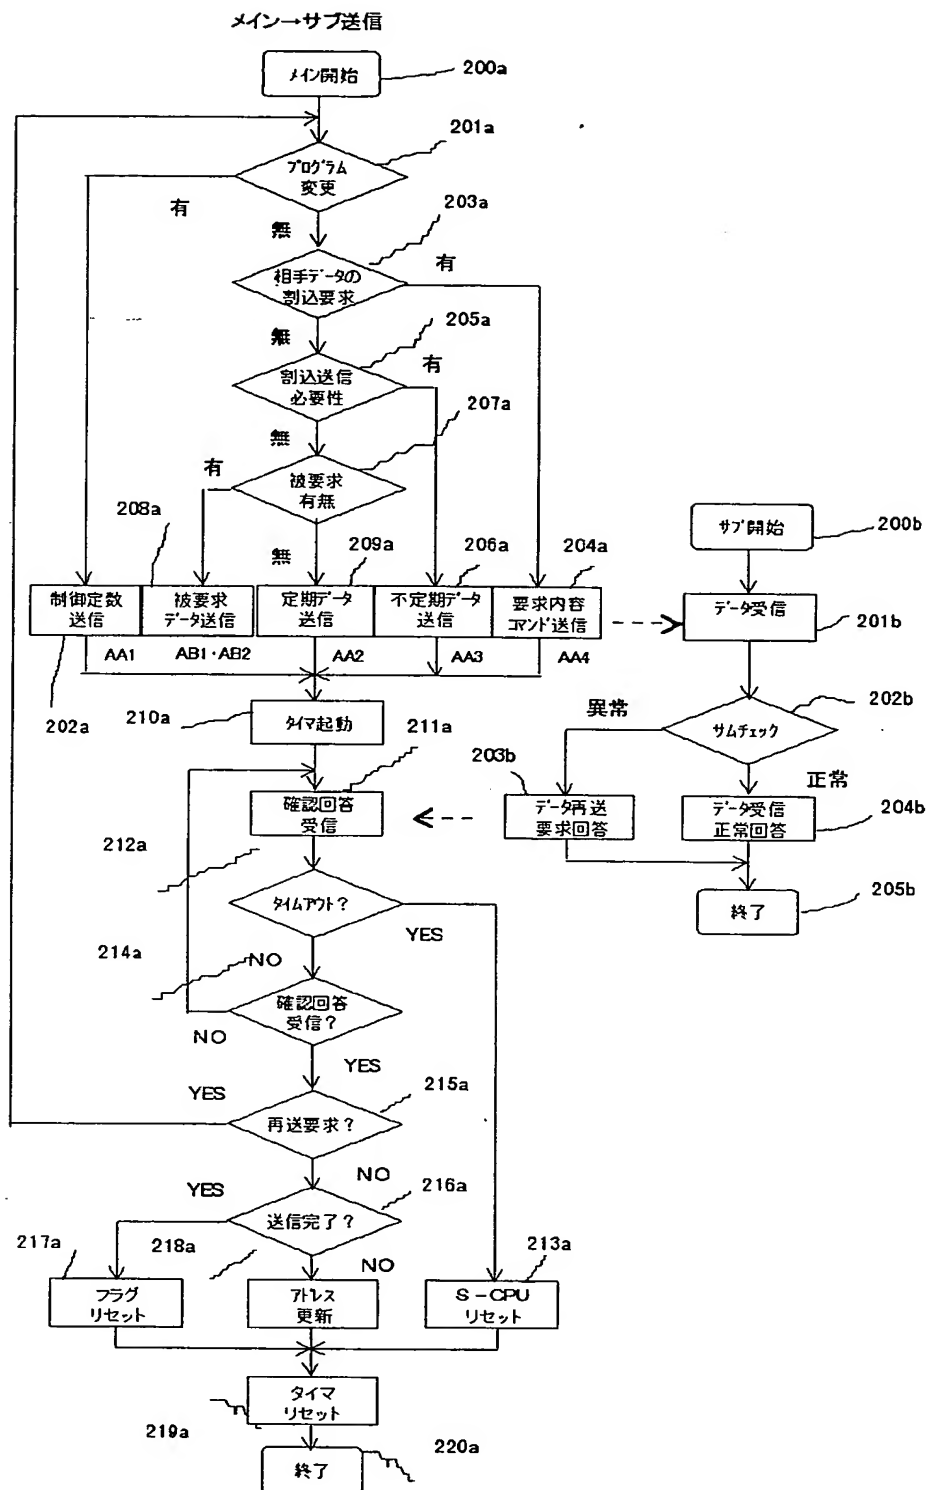 メイン→サブ送信
メイン開始
200a
201a
プログラム
変更
有
無
203a
相手データの
割込要求
有
無
205a
割込送信
必要性
有
無
207a
被要求
有無
有
無
208a
209a
206a
204a
制御定数
送信
被要求
データ送信
定期データ
送信
不定期データ
送信
要求内容
コマンド送信
AA1
AB1・AB2
AA2
AA3
AA4
202a
サブ開始
200b
データ受信
201b
サムチェック
202b
異常
正常
203b
データ再送
要求回答
データ受信
正常回答
204b
終了
205b
210a
タイマ起動
211a
確認回答
受信
212a
タイムアウト?
YES
NO
214a
確認回答
受信?
NO
YES
215a
再送要求?
YES
NO
216a
送信完了?
YES
NO
217a
フラグ
リセット
218a
アドレス
更新
213a
S-CPU
リセット
タイマ
リセット
219a
終了
220a